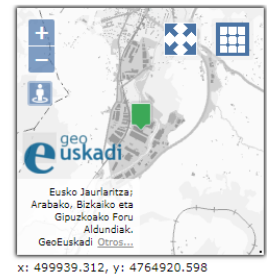 +
−
geo
euskadi
Eusko Jaurlaritza;
Arabako, Bizkaiko eta
Gipuzkoako Foru
Aldundiak.
GeoEuskadi Otros...
x: 499939.312, y: 4764920.598